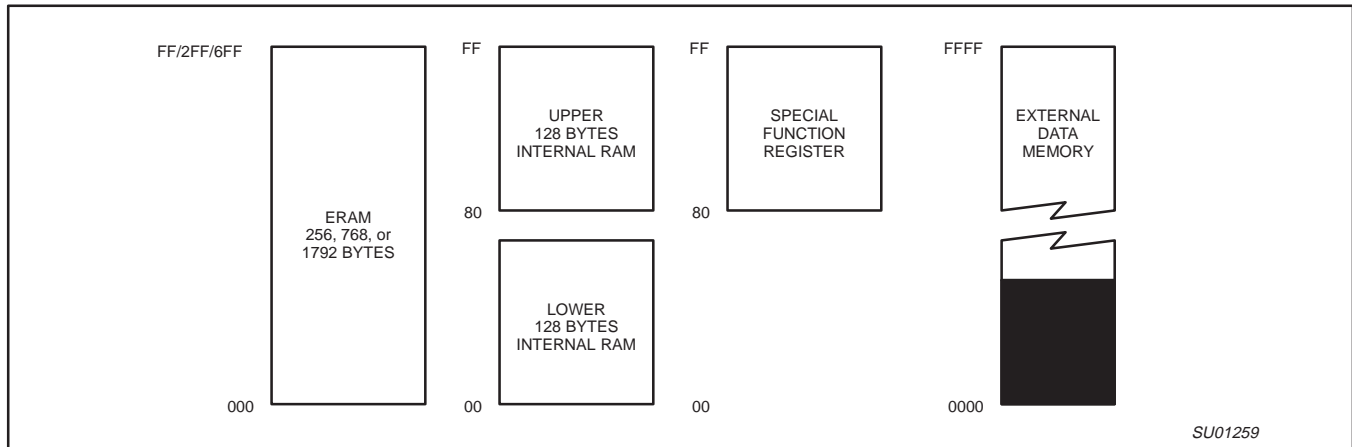 FF/2FF/6FF
ERAM
256, 768, or
1792 BYTES
000
FF
UPPER
128 BYTES
INTERNAL RAM
80
LOWER
128 BYTES
INTERNAL RAM
00
FF
SPECIAL
FUNCTION
REGISTER
80
00
FFFF
EXTERNAL
DATA
MEMORY
0000
SU01259